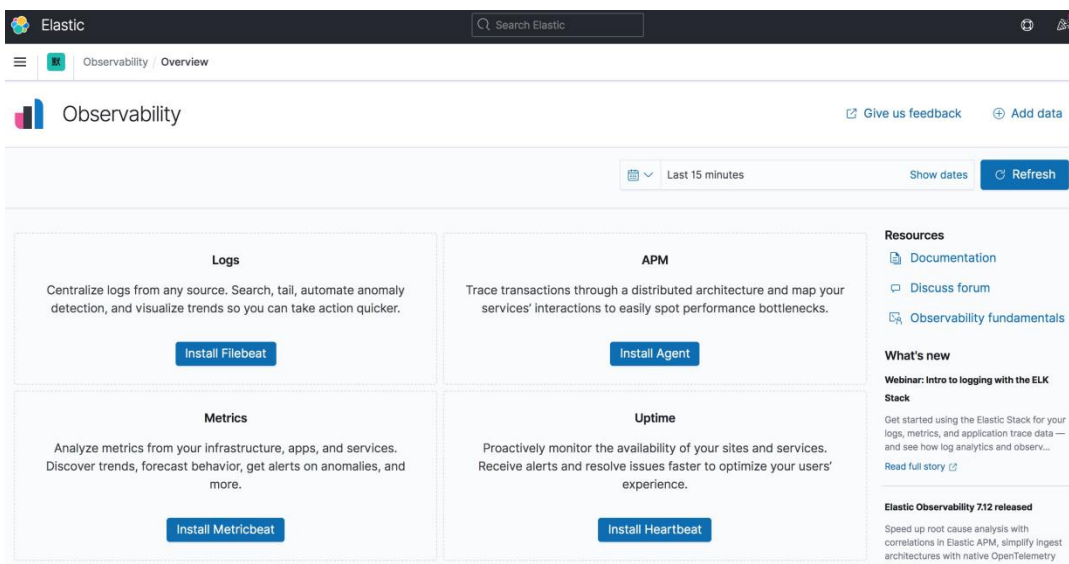 Elastic
Search Elastic
默
Observability / Overview
Observability
Give us feedback
Add data
Last 15 minutes
Show dates
Refresh
Logs
Centralize logs from any source. Search, tail, automate anomaly
detection, and visualize trends so you can take action quicker.
Install Filebeat
APM
Trace transactions through a distributed architecture and map your
services' interactions to easily spot performance bottlenecks.
Install Agent
Metrics
Analyze metrics from your infrastructure, apps, and services.
Discover trends, forecast behavior, get alerts on anomalies, and
more.
Install Metricbeat
Uptime
Proactively monitor the availability of your sites and services.
Receive alerts and resolve issues faster to optimize your users'
experience.
Install Heartbeat
Resources
Documentation
Discuss forum
Observability fundamentals
What's new
Webinar: Intro to logging with the ELK
Stack
Get started using the Elastic Stack for your
logs, metrics, and application trace data —
and see how log analytics and observ...
Read full story
Elastic Observability 7.12 released
Speed up root cause analysis with
correlations in Elastic APM, simplify ingest
architectures with native OpenTelemetry